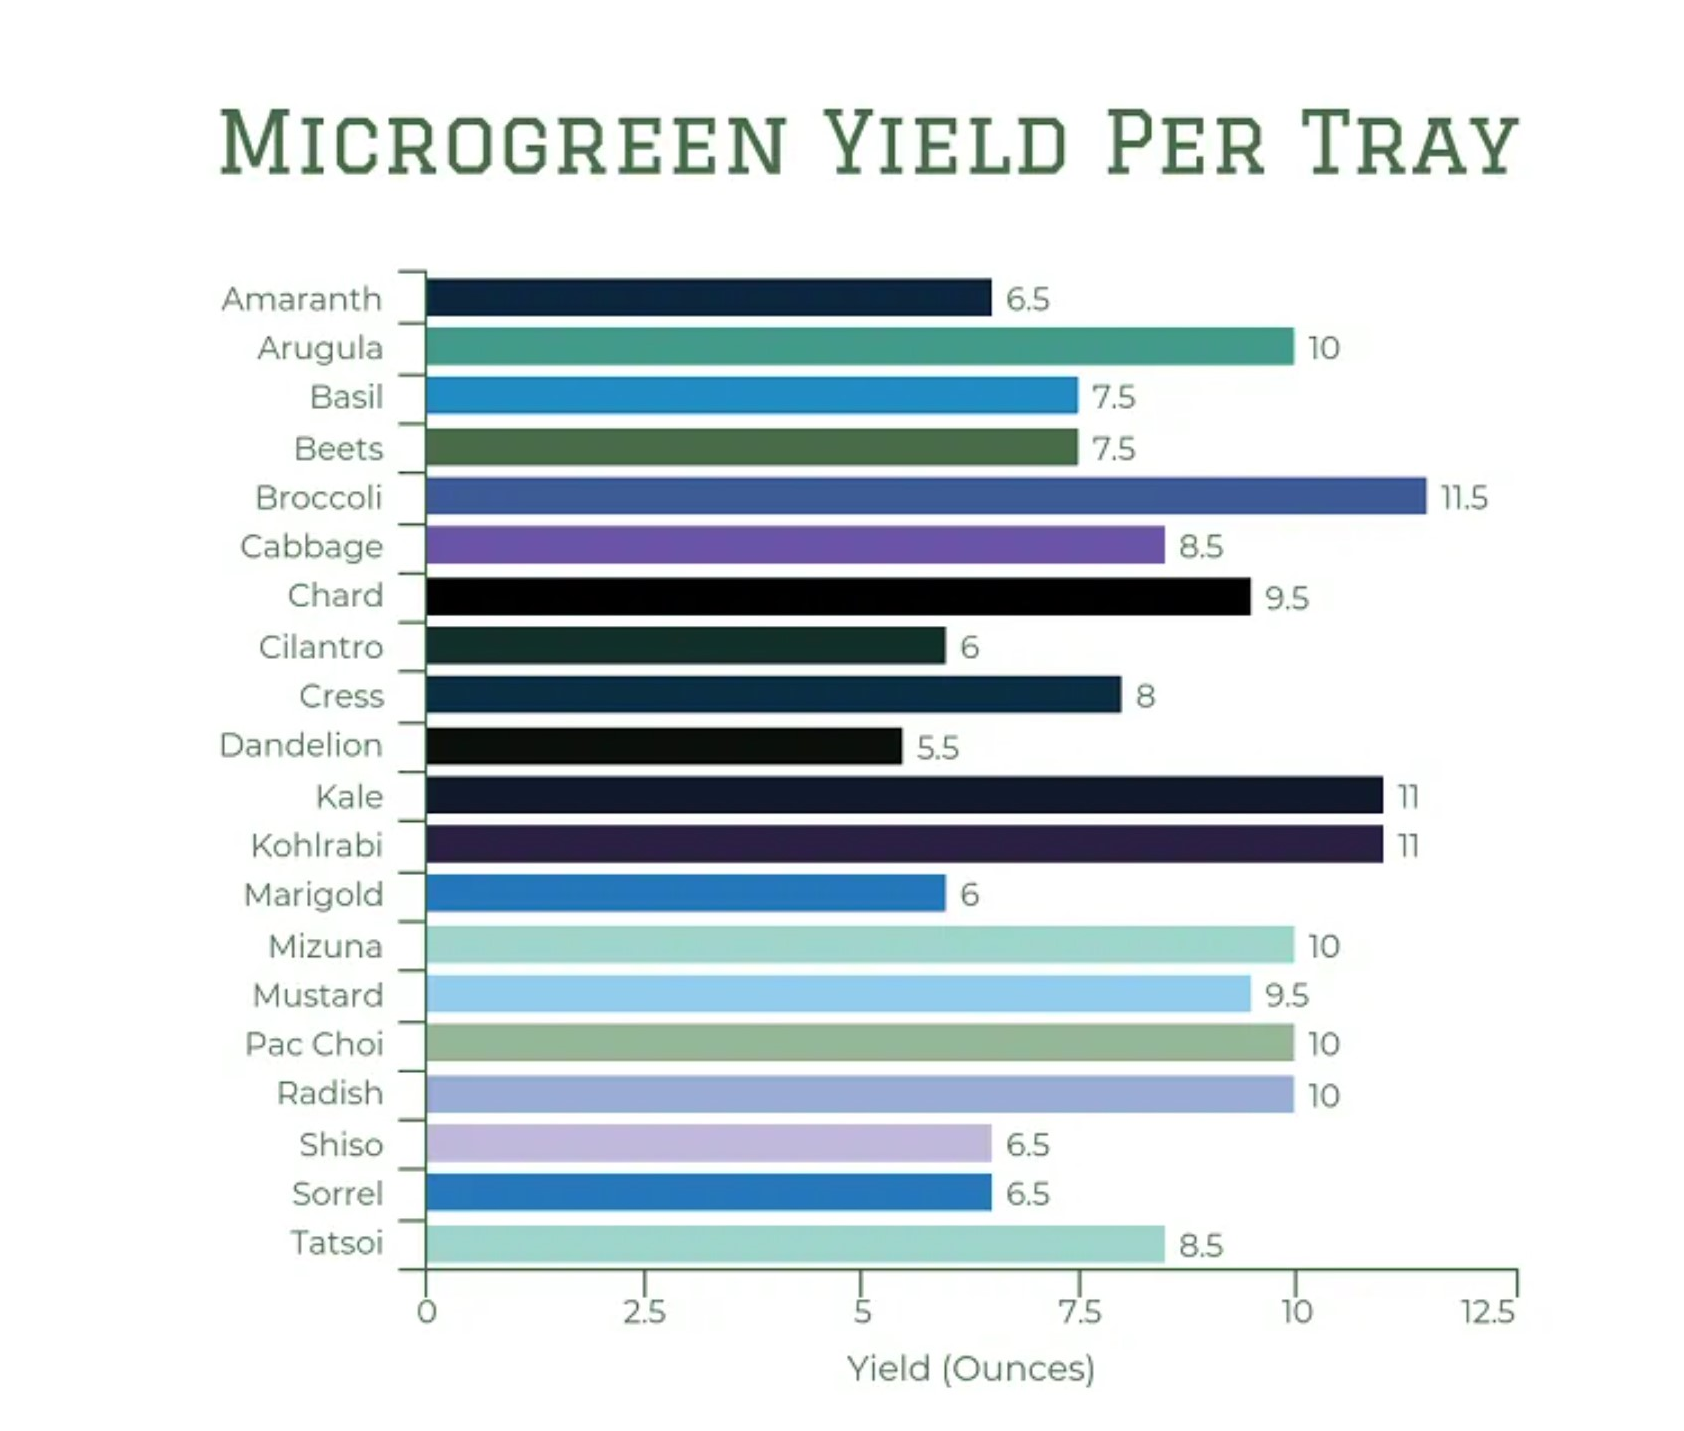 Microgreen Yield Per Tray
Amaranth 6.5
Arugula 10
Basil 7.5
Beets 7.5
Broccoli 11.5
Cabbage 8.5
Chard 9.5
Cilantro 6
Cress 8
Dandelion 5.5
Kale 11
Kohlrabi 11
Marigold 6
Mizuna 10
Mustard 9.5
Pac Choi 10
Radish 10
Shiso 6.5
Sorrel 6.5
Tatsoi 8.5
0 2.5 5 7.5 10 12.5
Yield (Ounces)